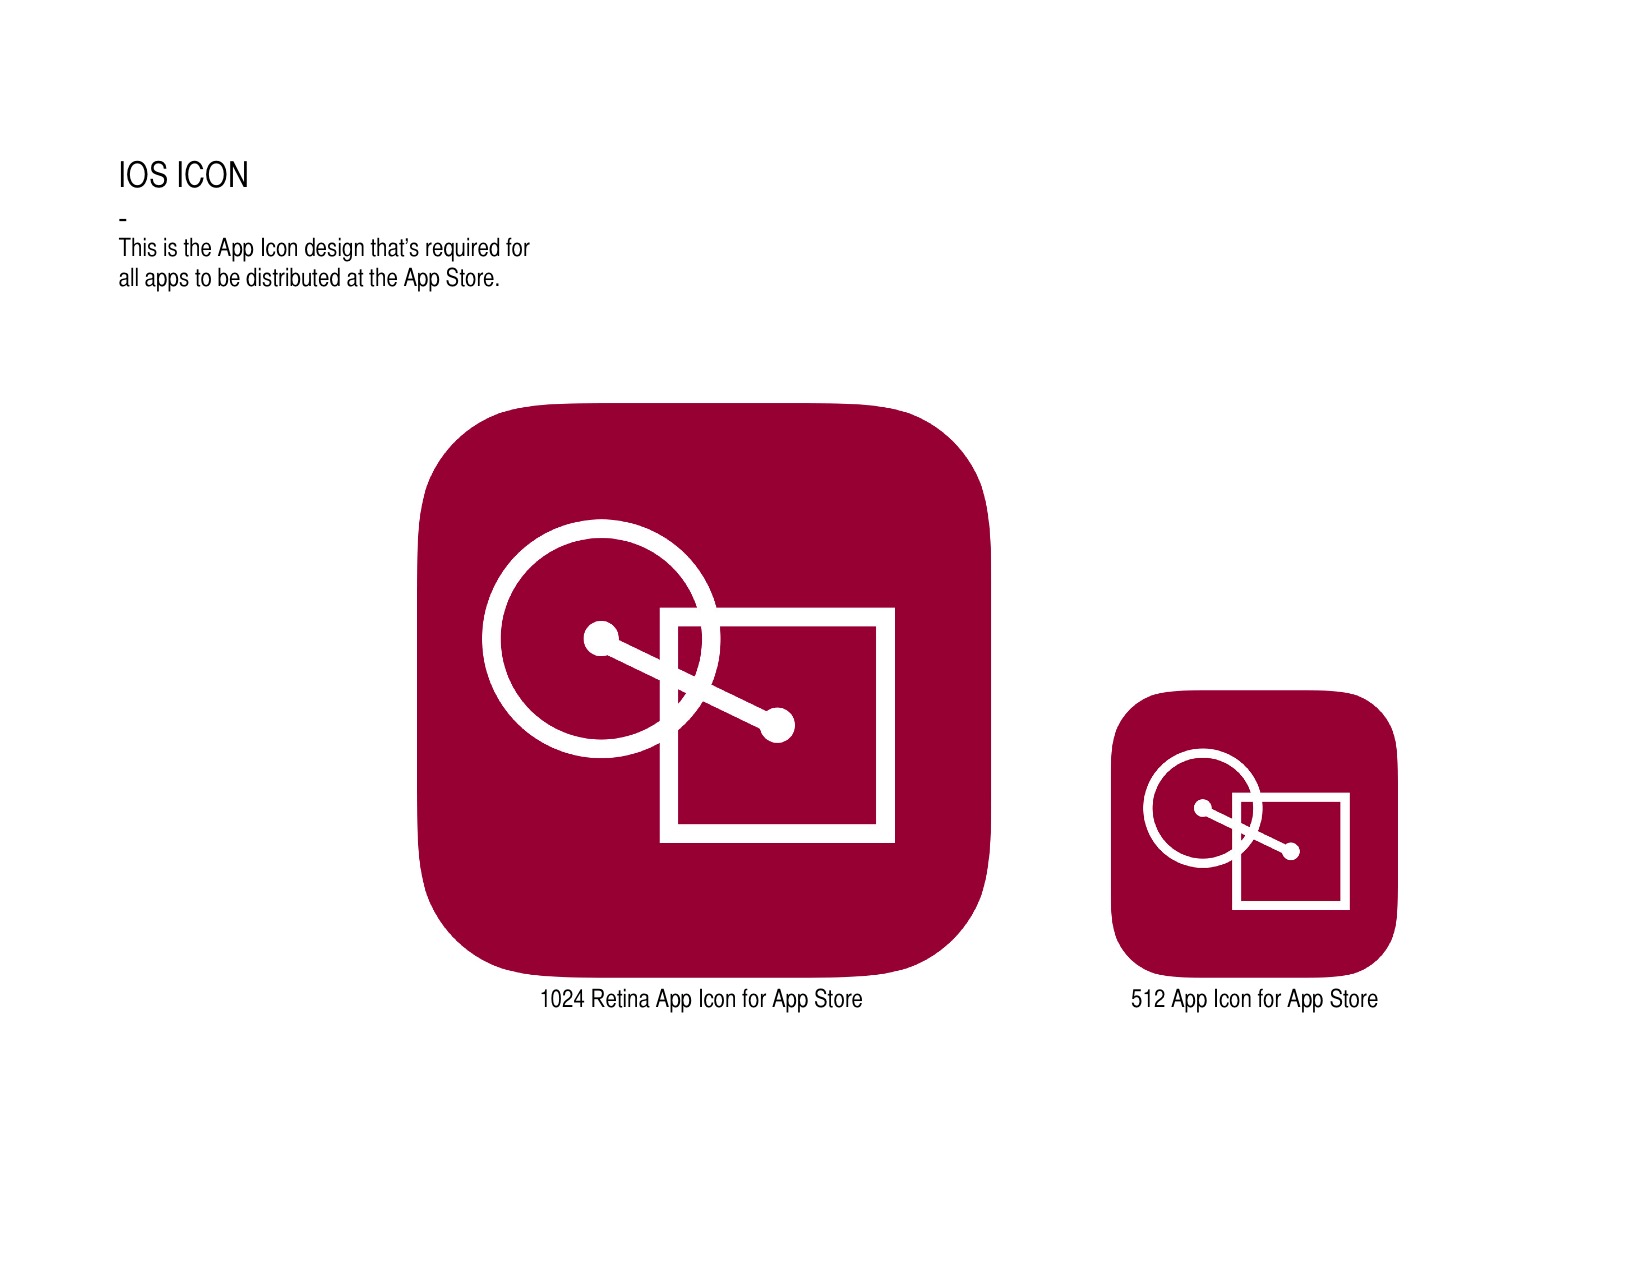 IOS ICON
-
This is the App Icon design that’s required for
all apps to be distributed at the App Store.
1024 Retina App Icon for App Store
512 App Icon for App Store